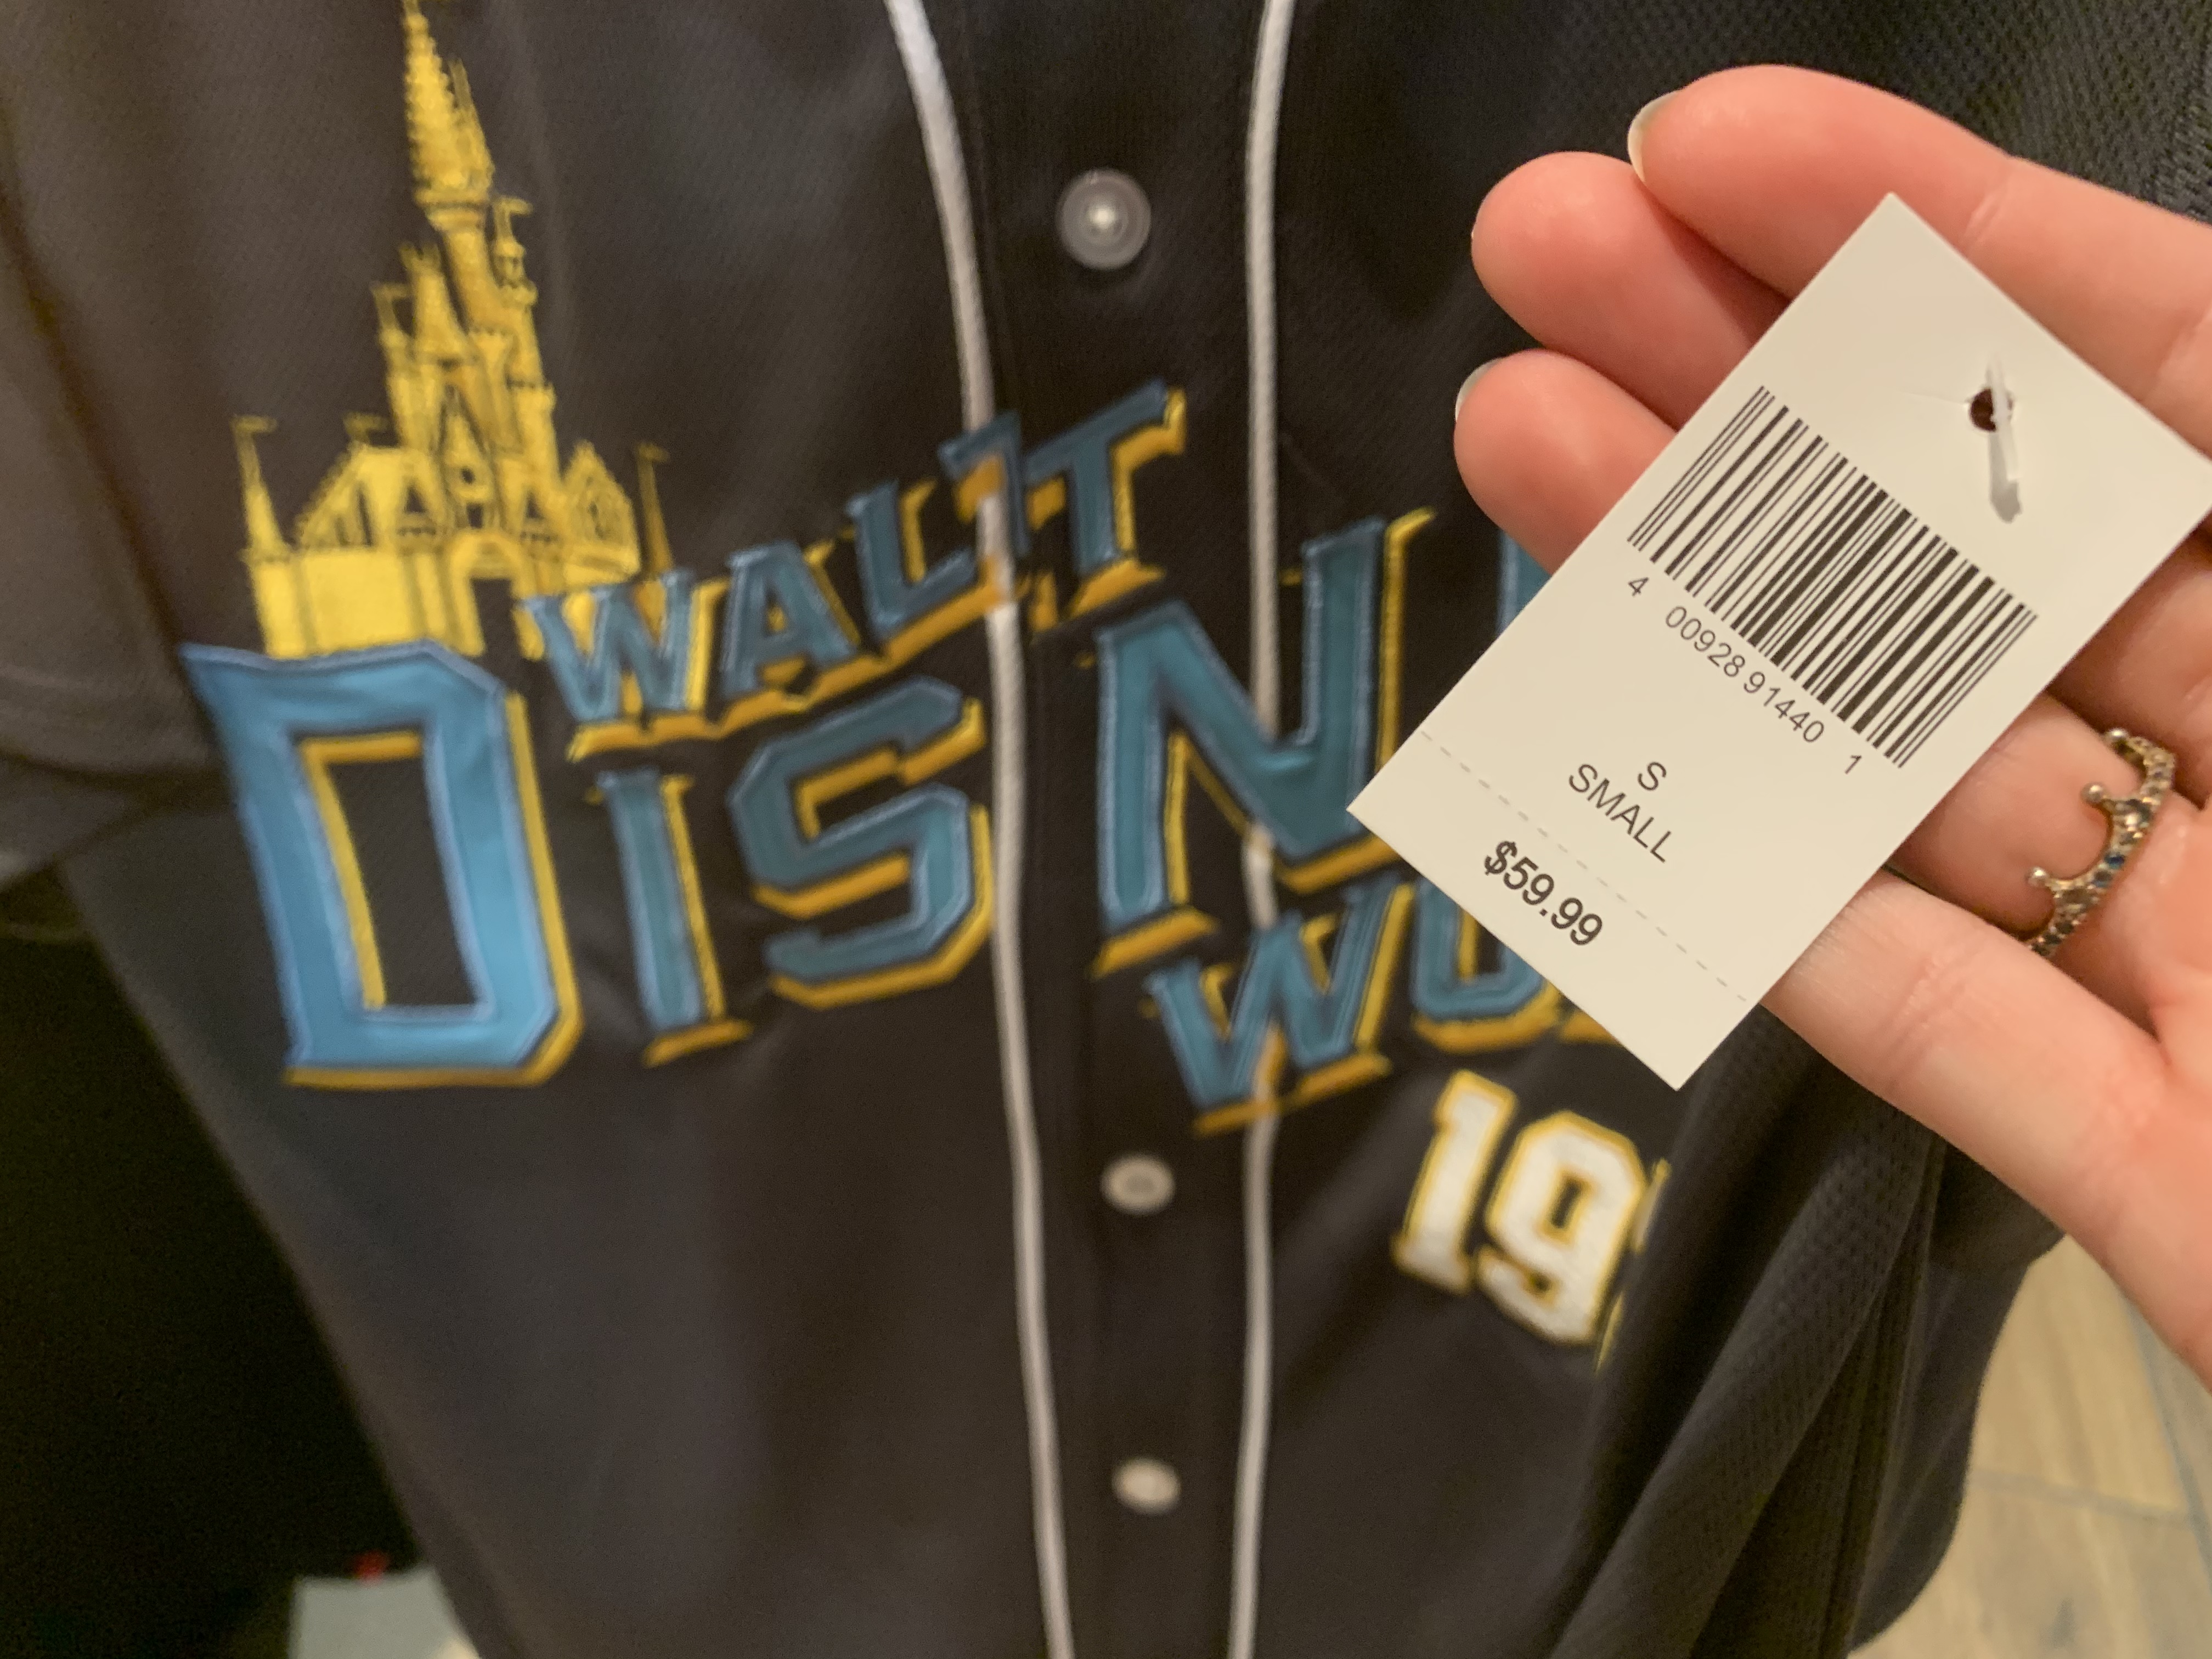 WALT
DISN
W
19
4 00928 91440 1
S
SMALL
$59.99